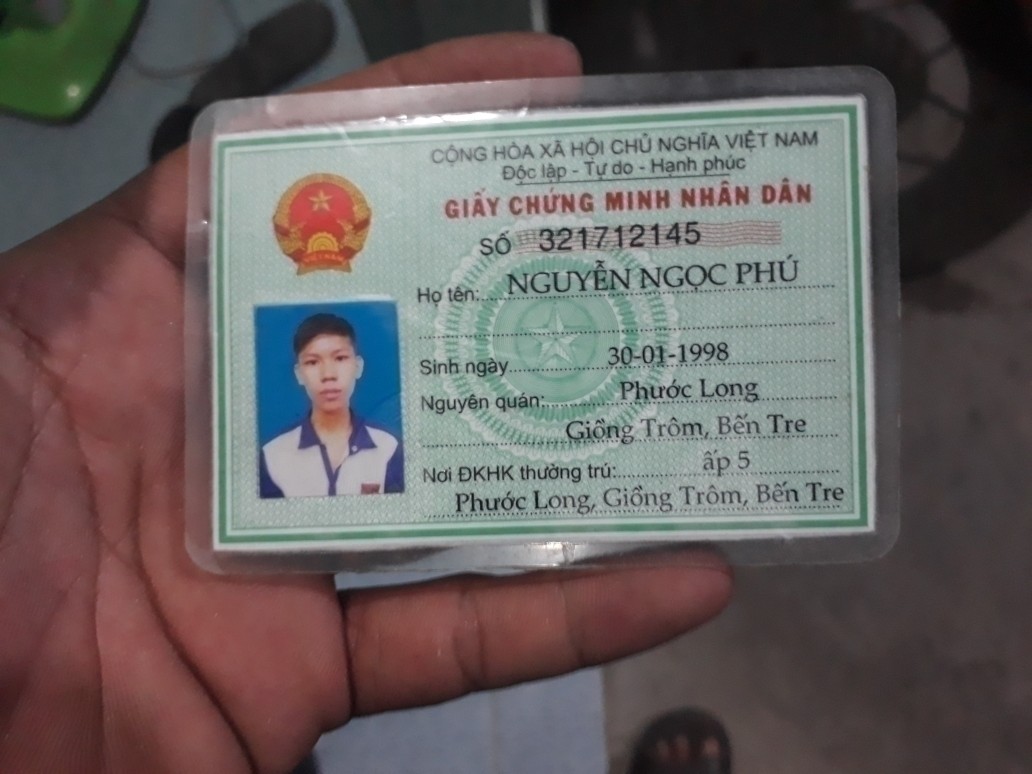 CỘNG HÒA XÃ HỘI CHỦ NGHĨA VIỆT NAM
Độc lập - Tự do - Hạnh phúc
GIẤY CHỨNG MINH NHÂN DÂN
SỐ 321712145
Họ tên: NGUYỄN NGỌC PHÚ
Sinh ngày 30-01-1998
Nguyên quán: Phước Long
Giồng Trôm, Bến Tre
Nơi ĐKHK thường trú: ấp 5
Phước Long, Giồng Trôm, Bến Tre
VIỆT NAM